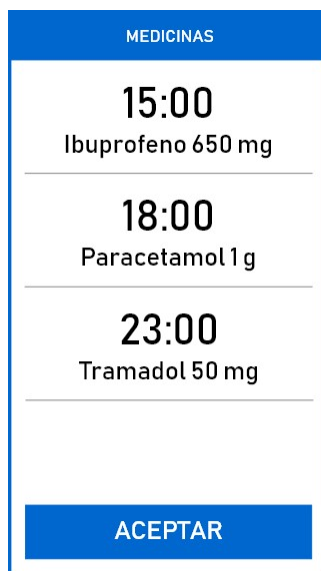 MEDICINAS
15:00
Ibuprofeno 650 mg
18:00
Paracetamol 1 g
23:00
Tramadol 50 mg
ACEPTAR